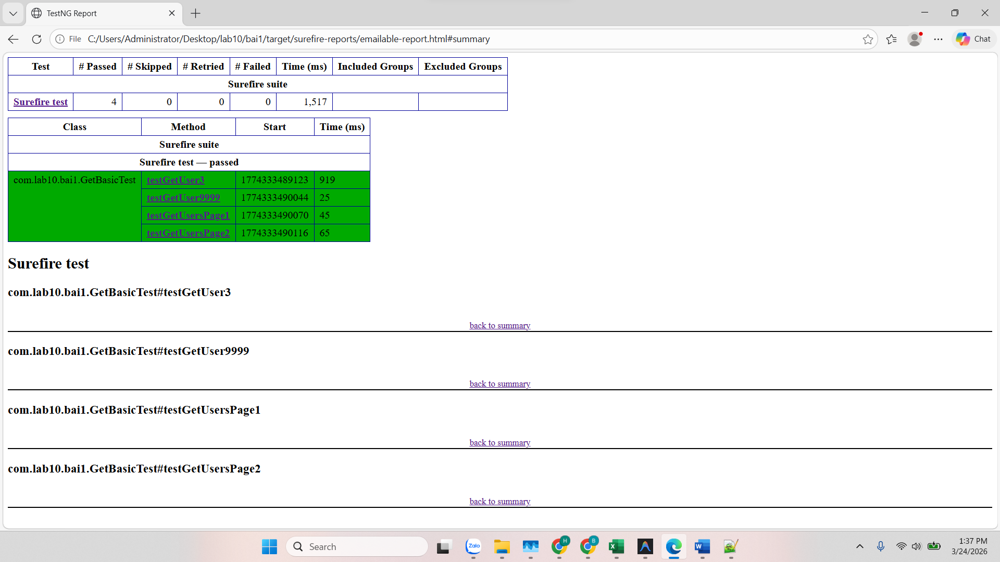 TestNG Report
File C:/Users/Administrator/Desktop/lab10/bai1/target/surefire-reports/emailable-report.html#summary
Chat
Test # Passed # Skipped # Retried # Failed Time (ms) Included Groups Excluded Groups
Surefire suite
Surefire test 4 0 0 0 1,517
Class Method Start Time (ms)
Surefire suite
Surefire test — passed
com.lab10.bai1.GetBasicTest testGetUser3 1774333489123 919
testGetUser9999 1774333490044 25
testGetUsersPage1 1774333490070 45
testGetUsersPage2 1774333490116 65
Surefire test
com.lab10.bai1.GetBasicTest#testGetUser3
back to summary
com.lab10.bai1.GetBasicTest#testGetUser9999
back to summary
com.lab10.bai1.GetBasicTest#testGetUsersPage1
back to summary
com.lab10.bai1.GetBasicTest#testGetUsersPage2
back to summary
Search
Zalo
H
B
X
W
1:37 PM
3/24/2026